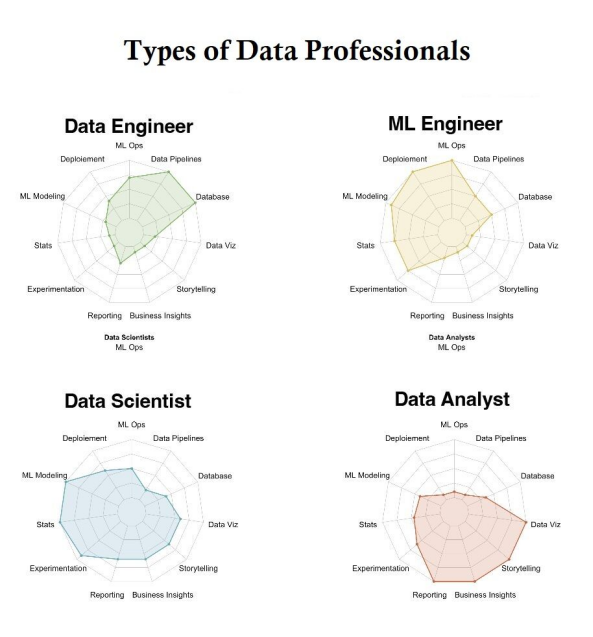 Types of Data Professionals
Data Engineer
ML Ops
Deploiement
Data Pipelines
ML Modeling
Database
Stats
Data Viz
Experimentation
Storytelling
Reporting
Business Insights
Data Scientists
ML Ops
ML Engineer
ML Ops
Deploiement
Data Pipelines
ML Modeling
Database
Stats
Data Viz
Experimentation
Storytelling
Reporting
Business Insights
Data Analysts
ML Ops
Data Scientist
ML Ops
Deploiement
Data Pipelines
ML Modeling
Database
Stats
Data Viz
Experimentation
Storytelling
Reporting
Business Insights
Data Analyst
ML Ops
Deploiement
Data Pipelines
ML Modeling
Database
Stats
Data Viz
Experimentation
Storytelling
Reporting
Business Insights